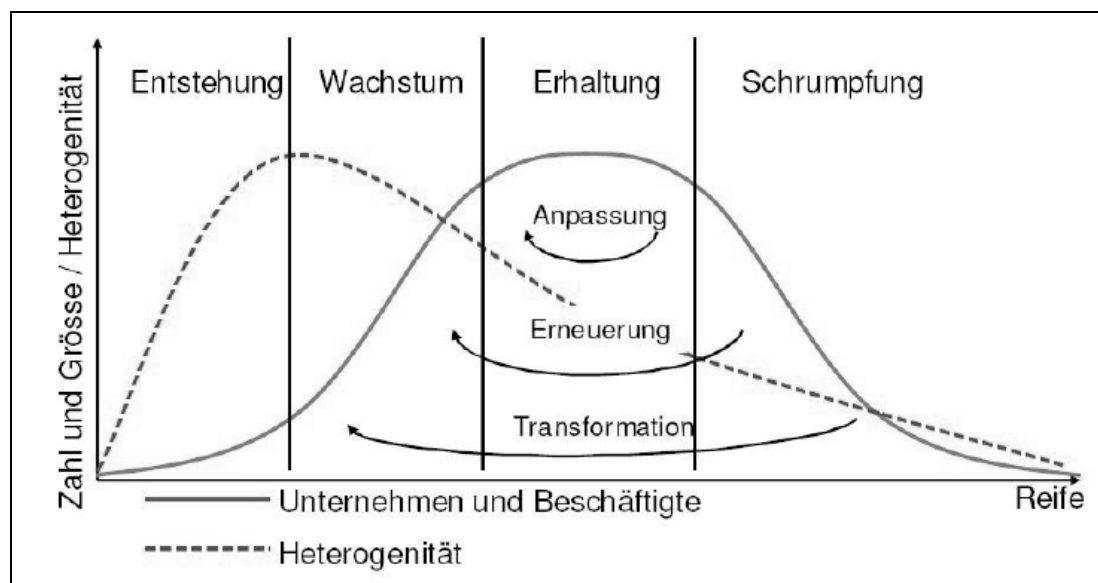 Zahl und Grösse / Heterogenität
Entstehung
Wachstum
Erhaltung
Schrumpfung
Anpassung
Erneuerung
Transformation
Reife
Unternehmen und Beschäftigte
Heterogenität